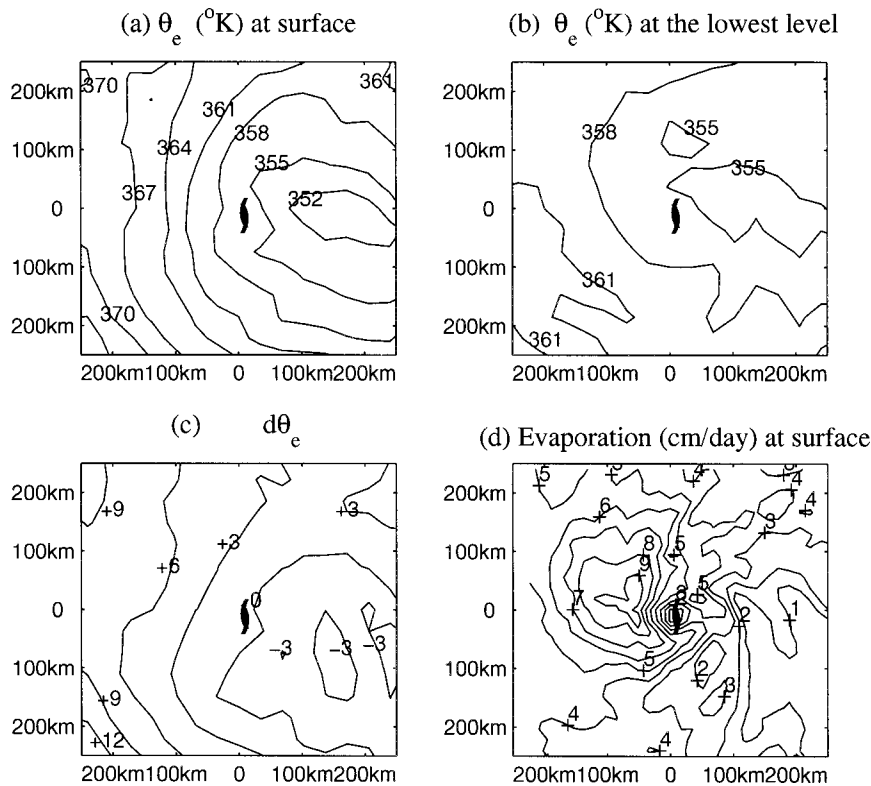 (a) θe (°K) at surface
(b) θe (°K) at the lowest level
200km
100km
0
100km
200km
200km100km 0 100km200km
370
361
361
364
358
355
367
352
370
200km
100km
0
100km
200km
200km100km 0 100km200km
358
355
355
361
361
(c) dθe
(d) Evaporation (cm/day) at surface
200km
100km
0
100km
200km
200km100km 0 100km200km
+9
+3
+3
+6
0
−3
−3
−3
+9
+12
200km
100km
0
100km
200km
200km100km 0 100km200km
5
4
4
4
6
3
8
5
9
8
5
7
2
1
5
2
3
4
4